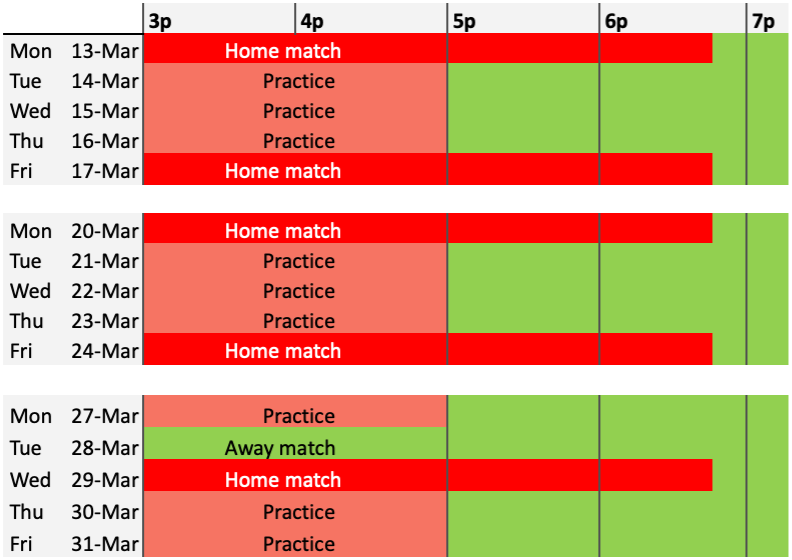 3p 4p 5p 6p 7p
Mon 13-Mar Home match
Tue 14-Mar Practice
Wed 15-Mar Practice
Thu 16-Mar Practice
Fri 17-Mar Home match
Mon 20-Mar Home match
Tue 21-Mar Practice
Wed 22-Mar Practice
Thu 23-Mar Practice
Fri 24-Mar Home match
Mon 27-Mar Practice
Tue 28-Mar Away match
Wed 29-Mar Home match
Thu 30-Mar Practice
Fri 31-Mar Practice